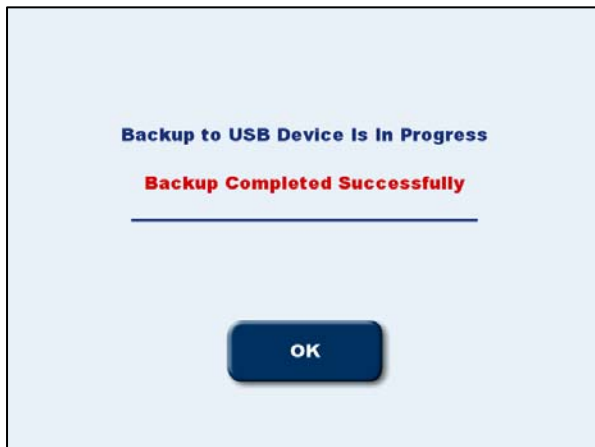 Backup to USB Device Is In Progress
Backup Completed Successfully
OK